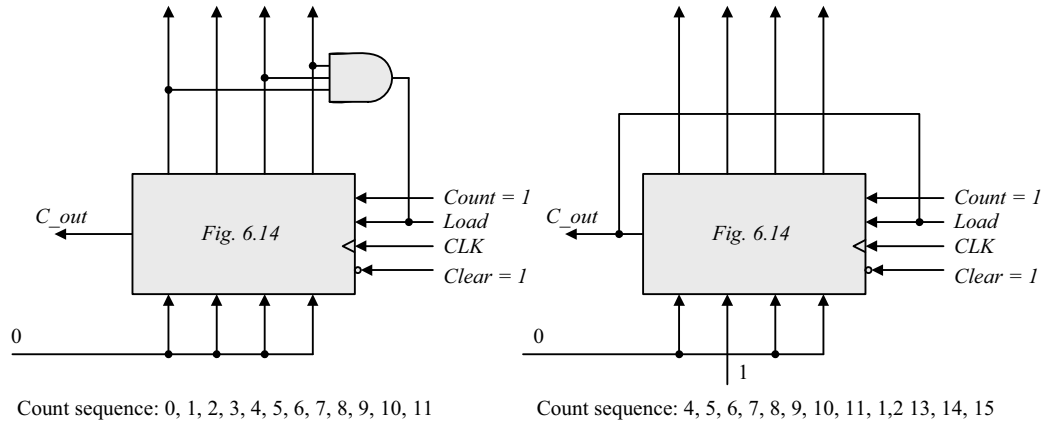 Count = 1
Load
CLK
Clear = 1
C_out
Fig. 6.14
0
Count sequence: 0, 1, 2, 3, 4, 5, 6, 7, 8, 9, 10, 11
Count = 1
Load
CLK
Clear = 1
C_out
Fig. 6.14
0
1
Count sequence: 4, 5, 6, 7, 8, 9, 10, 11, 1,2 13, 14, 15